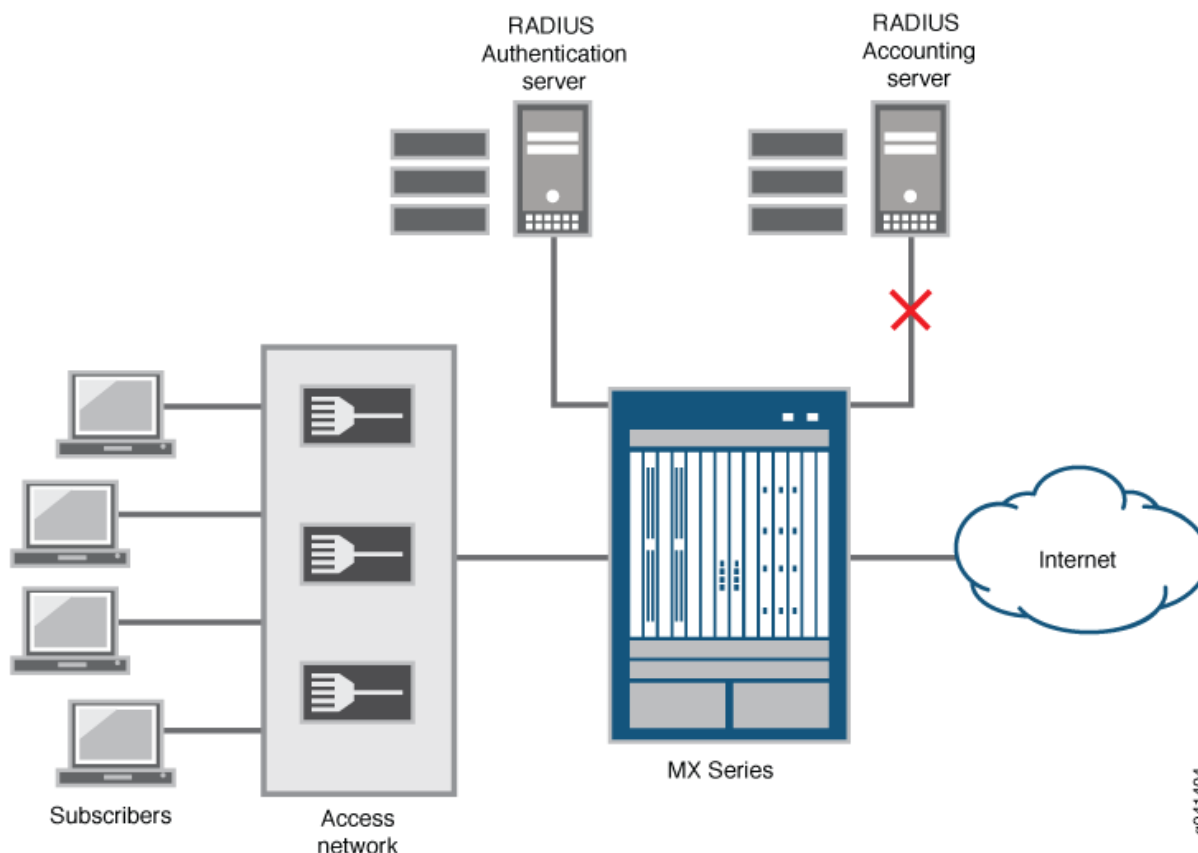 RADIUS
Authentication
server
RADIUS
Accounting
server
Internet
MX Series
Subscribers
Access
network